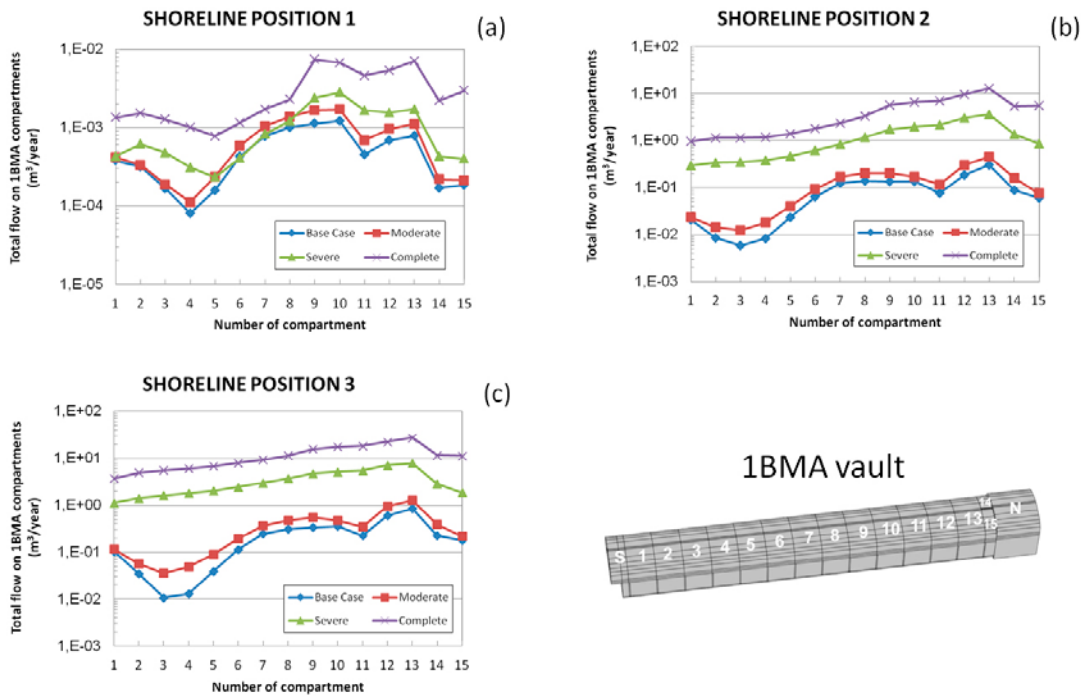 SHORELINE POSITION 1
(a)
Total flow on 1BMA compartments
(m³/year)
1,E-02
1,E-03
1,E-04
1,E-05
Base Case Moderate
Severe Complete
1 2 3 4 5 6 7 8 9 10 11 12 13 14 15
Number of compartment
SHORELINE POSITION 2
(b)
Total flow on 1BMA compartments
(m³/year)
1,E+02
1,E+01
1,E+00
1,E-01
1,E-02
1,E-03
Base Case Moderate
Severe Complete
1 2 3 4 5 6 7 8 9 10 11 12 13 14 15
Number of compartment
SHORELINE POSITION 3
(c)
Total flow on 1BMA compartments
(m³/year)
1,E+02
1,E+01
1,E+00
1,E-01
1,E-02
1,E-03
Base Case Moderate
Severe Complete
1 2 3 4 5 6 7 8 9 10 11 12 13 14 15
Number of compartment
1BMA vault
S 1 2 3 4 5 6 7 8 9 10 11 12 13 14 15 N